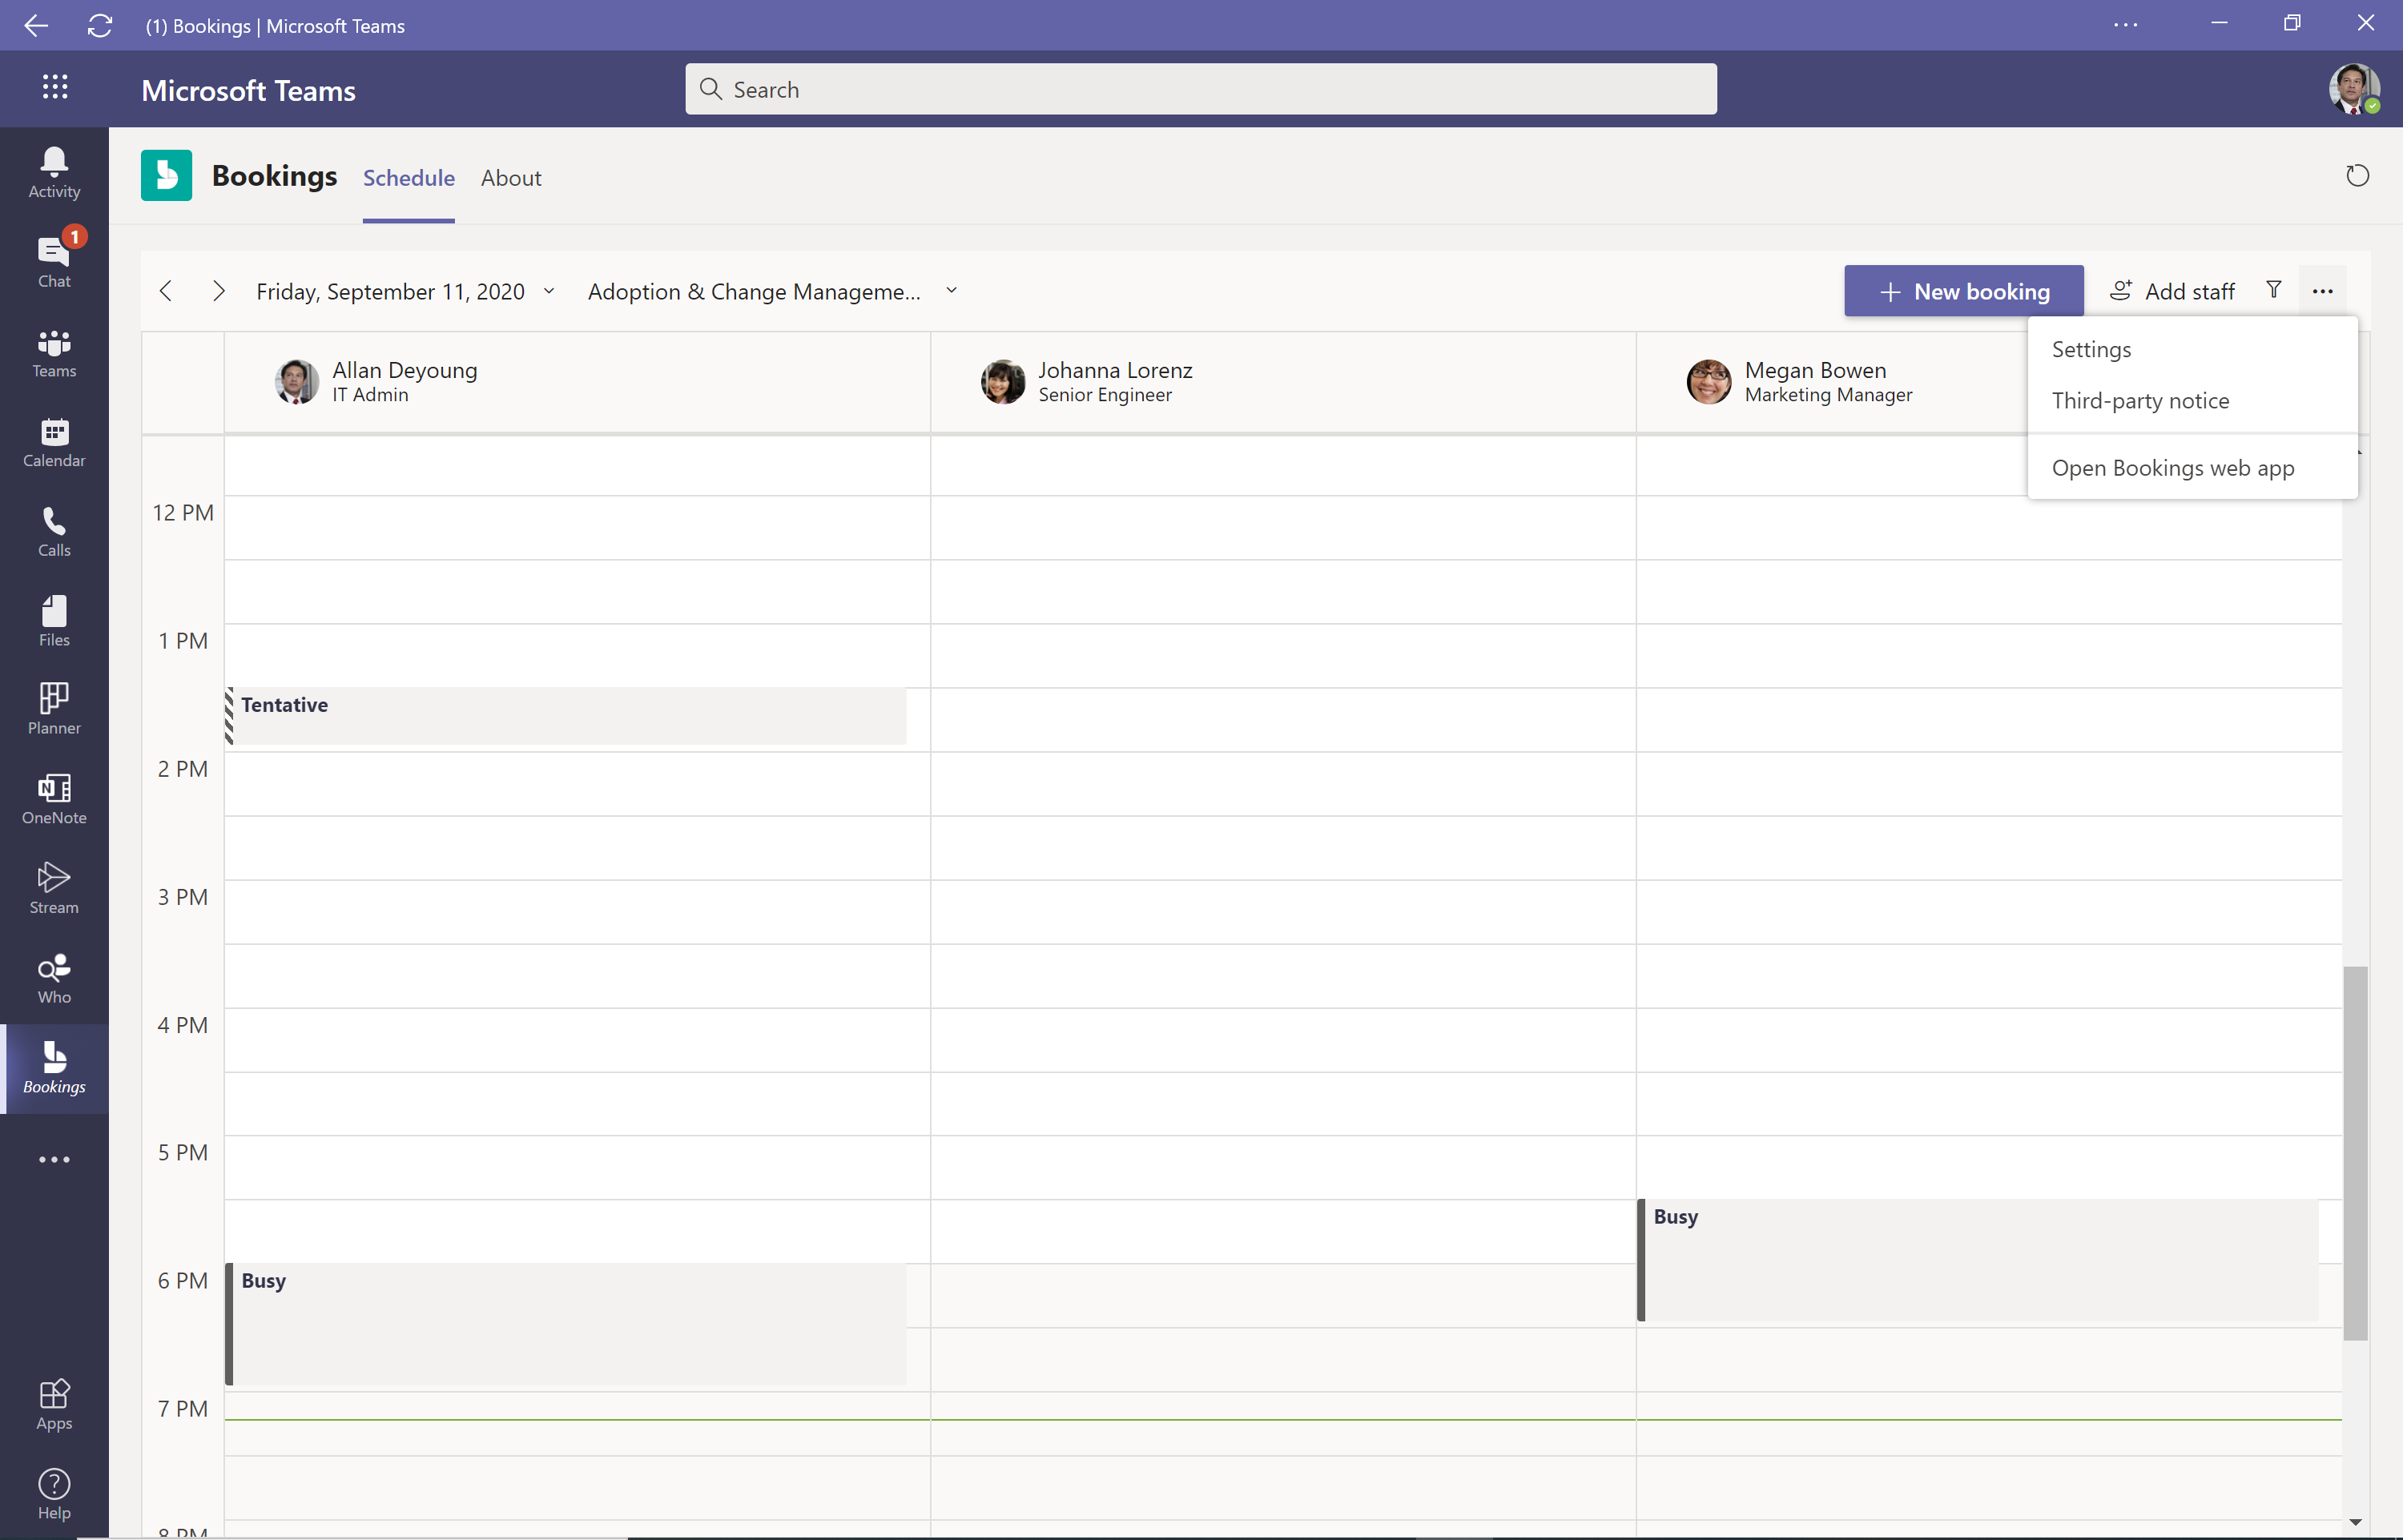 (1) Bookings | Microsoft Teams
Microsoft Teams
Search
Activity
1
Chat
Teams
Calendar
Calls
Files
Planner
OneNote
Stream
Who
Bookings
Apps
Help
Bookings
Schedule
About
Friday, September 11, 2020
Adoption & Change Manageme...
New booking
Add staff
Settings
Third-party notice
Open Bookings web app
Allan Deyoung
IT Admin
Johanna Lorenz
Senior Engineer
Megan Bowen
Marketing Manager
12 PM
1 PM
Tentative
2 PM
3 PM
4 PM
5 PM
Busy
6 PM
Busy
7 PM
8 PM